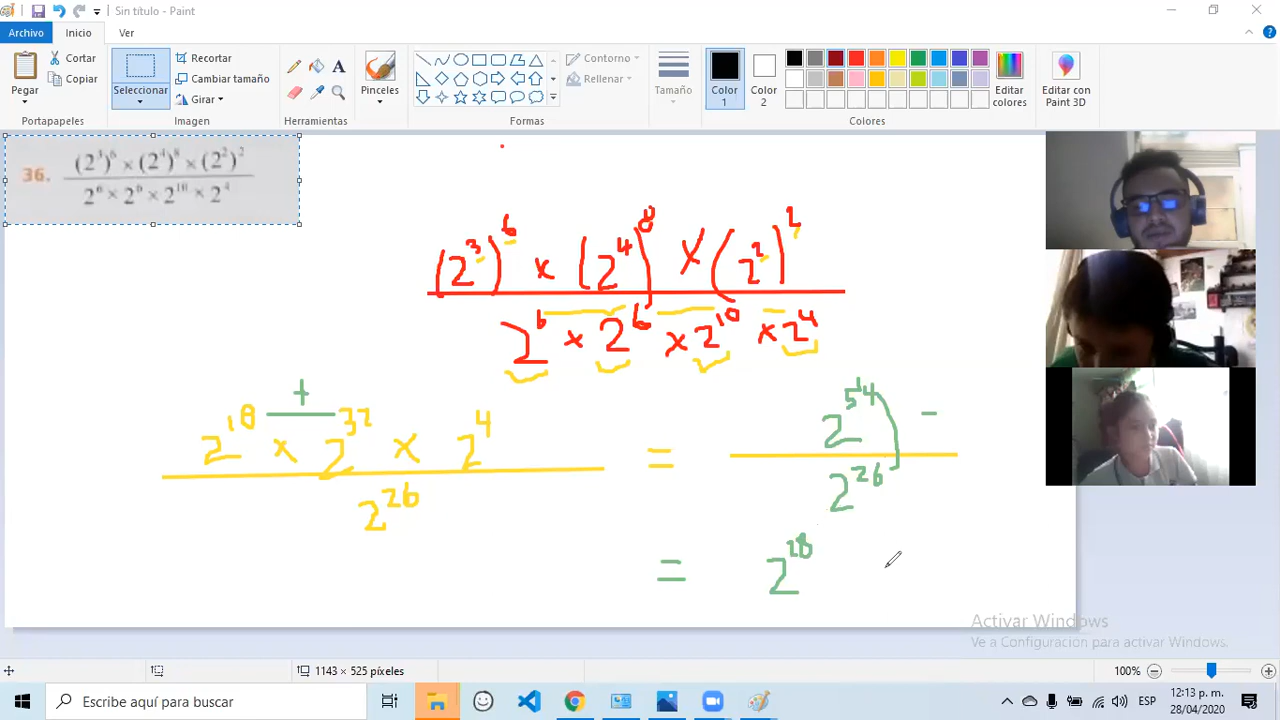 Sin título - Paint
Archivo Inicio Ver
Pegar
Cortar
Copiar
Portapapeles
Seleccionar
Recortar
Cambiar tamaño
Girar
Imagen
A
Herramientas
Pinceles
Contorno
Rellenar
Formas
Tamaño
Color 1
Color 2
Editar colores
Editar con Paint 3D
Colores
36. (2³)⁶ × (2⁴)⁸ × (2²)²
2⁶ × 2⁶ × 2¹⁰ × 2⁴
(2³)⁶ × (2⁴)⁸ × (2²)²
2⁶ × 2⁶ × 2¹⁰ × 2⁴
+
2¹⁸ × 2³² × 2⁴ = 2⁵⁴ -
2²⁶ 2²⁶
= 2²⁸
Activar Windows
Ve a Configuración para activar Windows.
1143 × 525 píxeles
100%
Escribe aquí para buscar
ESP
12:13 p. m.
28/04/2020